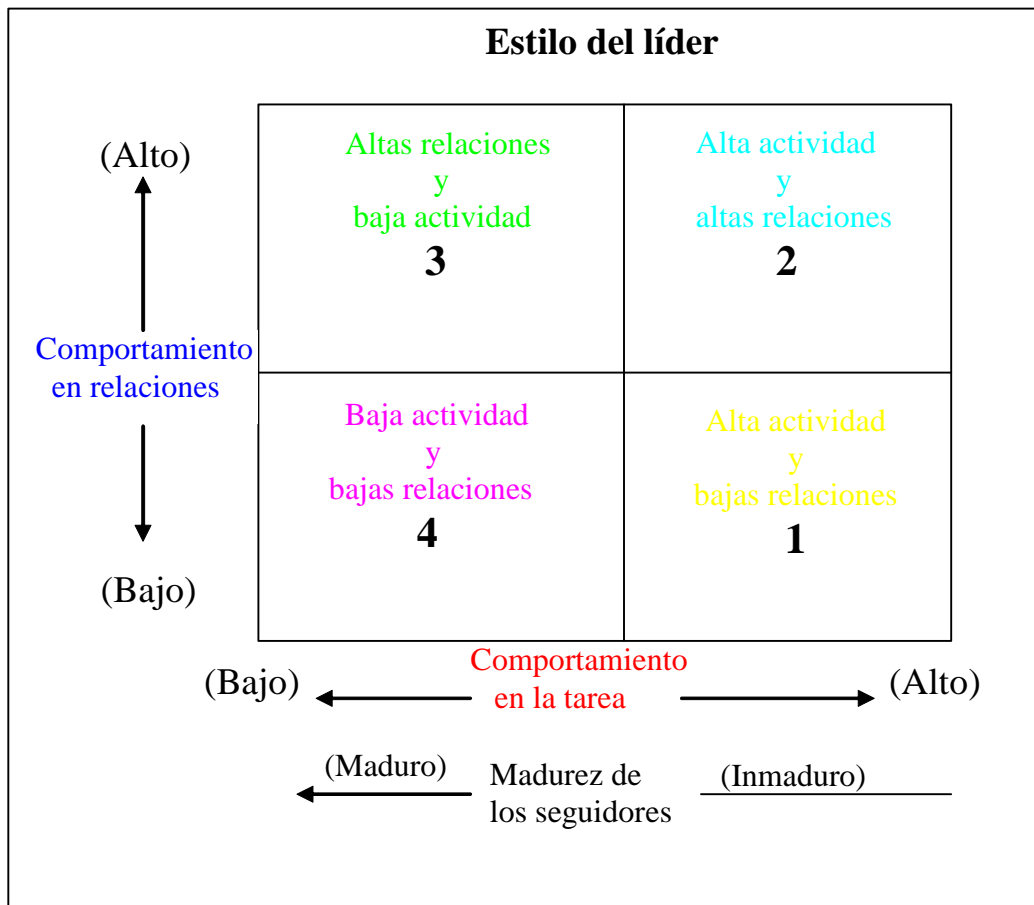 Estilo del líder
(Alto)
Altas relaciones
y
baja actividad
3
Alta actividad
y
altas relaciones
2
Comportamiento
en relaciones
Baja actividad
y
bajas relaciones
4
Alta actividad
y
bajas relaciones
1
(Bajo)
(Bajo)
Comportamiento
en la tarea
(Alto)
(Maduro)
Madurez de
los seguidores
(Inmaduro)